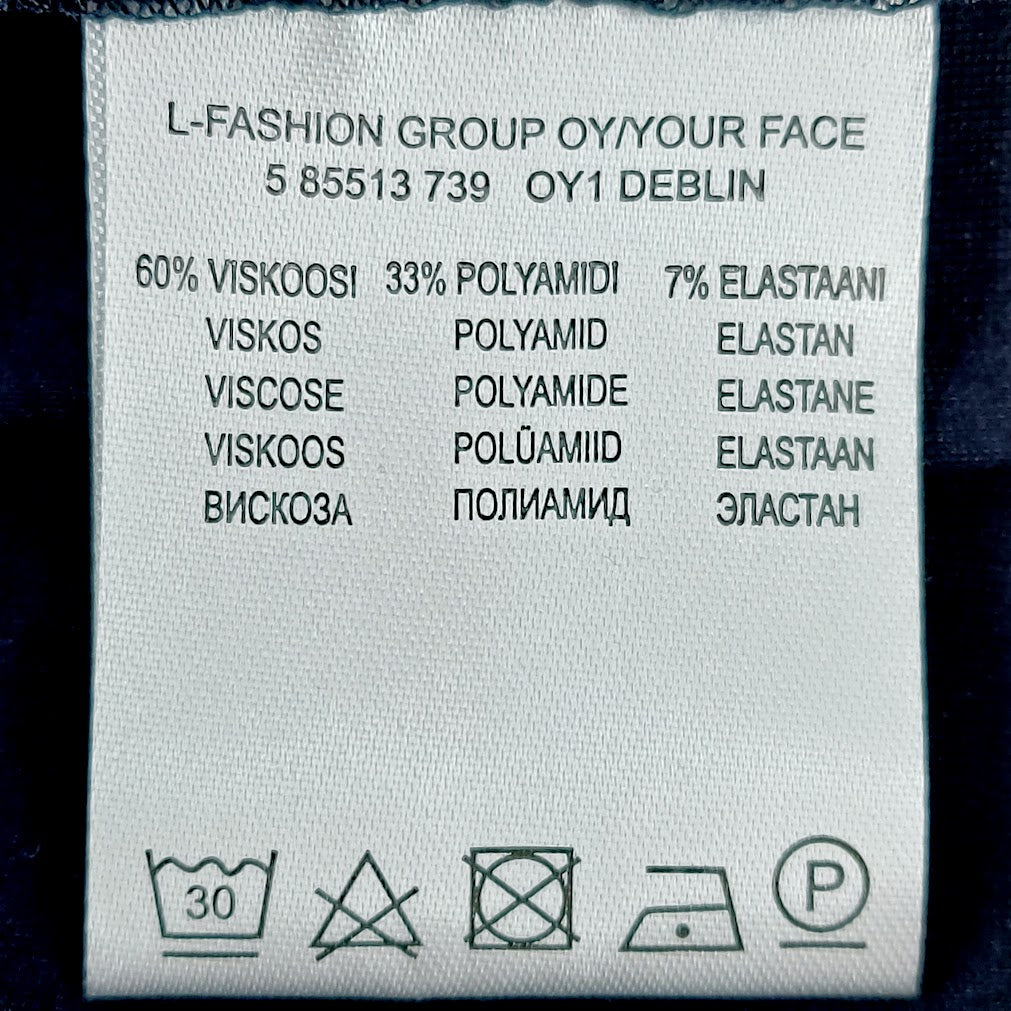 L-FASHION GROUP OY/YOUR FACE
5 85513 739 OY1 DEBLIN
60% VISKOOSI 33% POLYAMIDI 7% ELASTAANI
VISKOS POLYAMID ELASTAN
VISCOSE POLYAMIDE ELASTANE
VISKOOS POLÜAMIID ELASTAAN
ВИСКОЗА ПОЛИАМИД ЭЛАСТАН
30 P